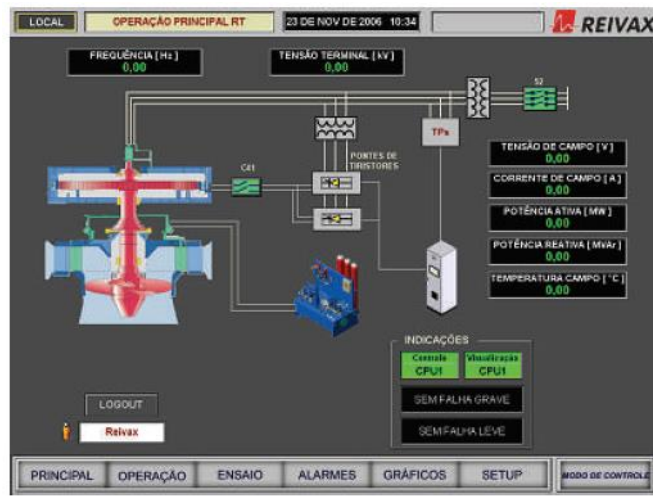 LOCAL
OPERAÇÃO PRINCIPAL RT
23 DE NOV DE 2006 10:34
REIVAX
FREQUÊNCIA [Hz]
0,00
TENSÃO TERMINAL [kV]
0,00
52
TPs
PONTES DE
TIRISTORES
C41
TENSÃO DE CAMPO [V]
0,00
CORRENTE DE CAMPO [A]
0,00
POTÊNCIA ATIVA [MW]
0,00
POTÊNCIA REATIVA [MVAr]
0,00
TEMPERATURA CAMPO [°C]
0,00
INDICAÇÕES
Controle
CPU1
Visualização
CPU1
SEM FALHA GRAVE
SEM FALHA LEVE
LOGOUT
Reivax
PRINCIPAL
OPERAÇÃO
ENSAIO
ALARMES
GRÁFICOS
SETUP
MODO DE CONTROLE